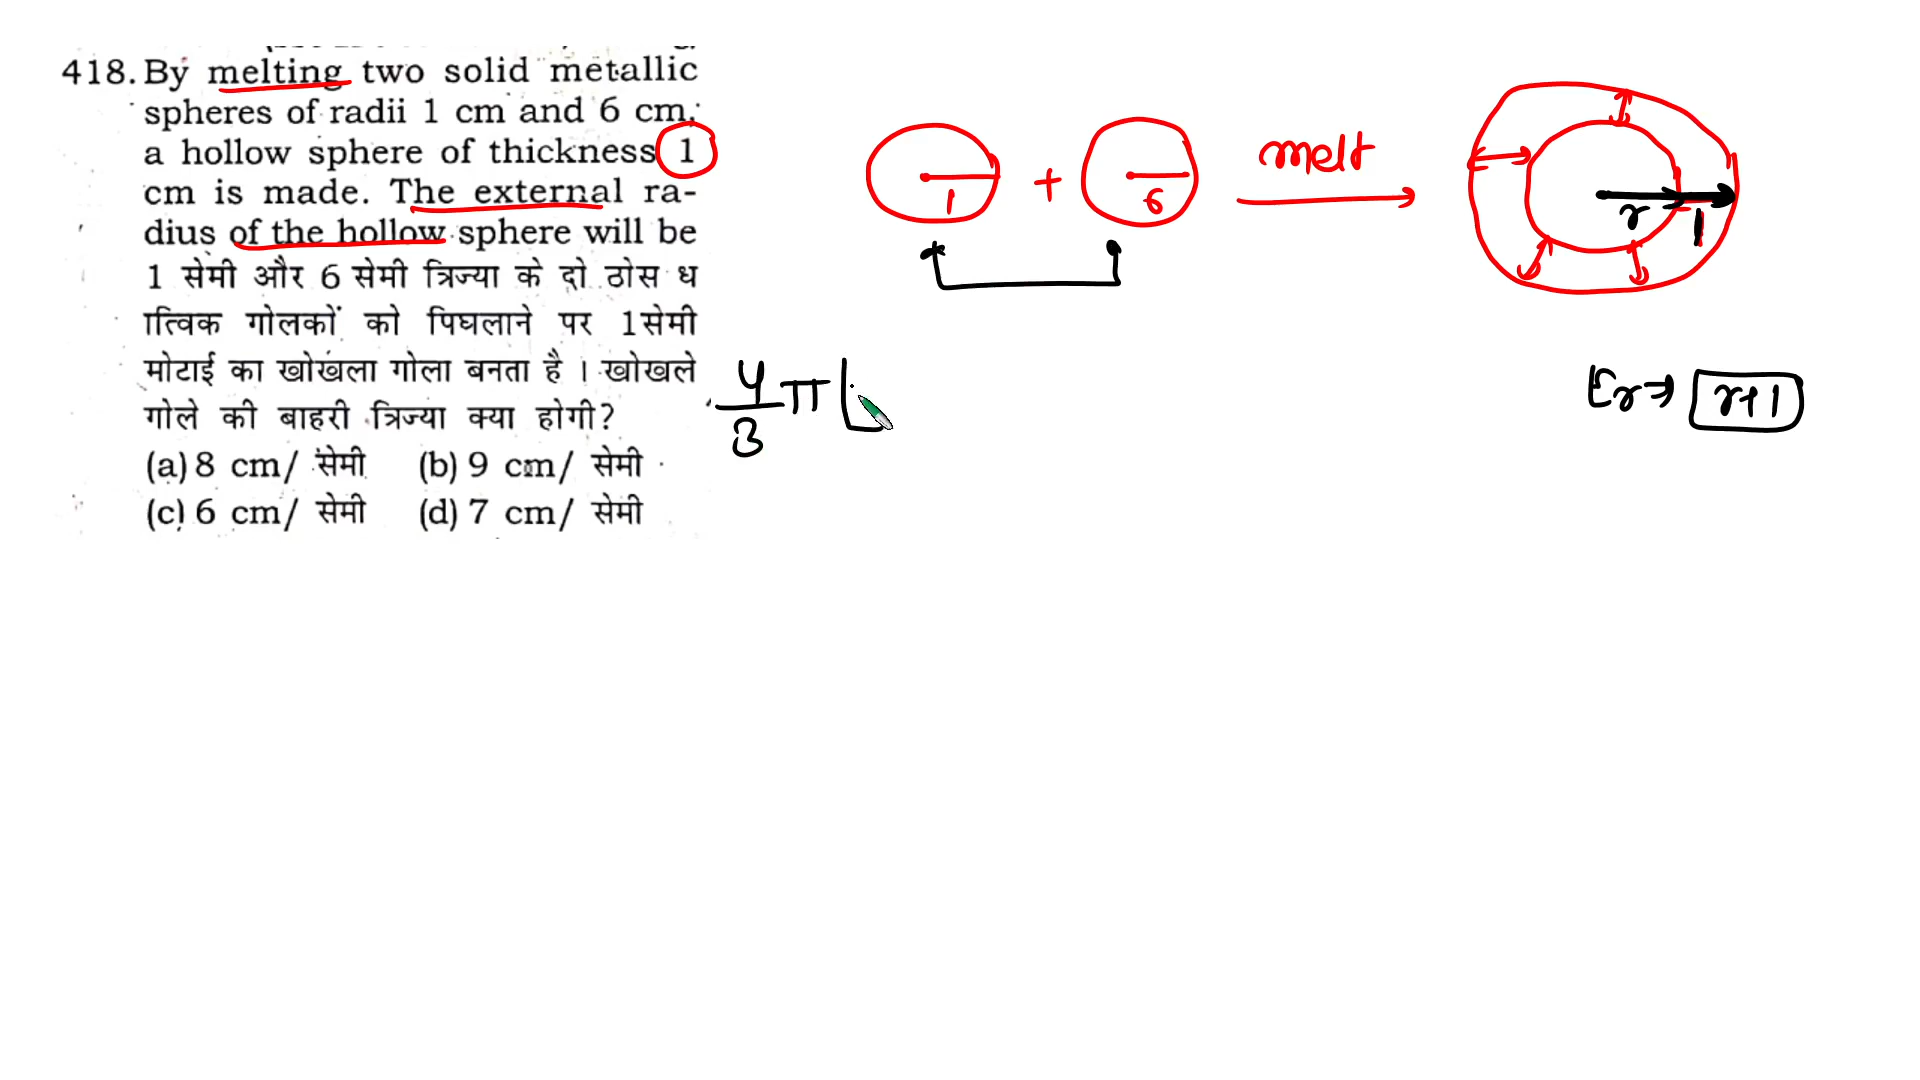 418. By melting two solid metallic
spheres of radii 1 cm and 6 cm,
a hollow sphere of thickness 1
cm is made. The external ra-
dius of the hollow sphere will be
1 सेमी और 6 सेमी त्रिज्या के दो ठोस ध
ात्विक गोलकों को पिघलाने पर 1सेमी
मोटाई का खोखला गोला बनता है । खोखले
गोले की बाहरी त्रिज्या क्या होगी?
(a) 8 cm/ सेमी (b) 9 cm/ सेमी
(c) 6 cm/ सेमी (d) 7 cm/ सेमी
1 + 6 melt r 1
4/3 π [
Er → r+1